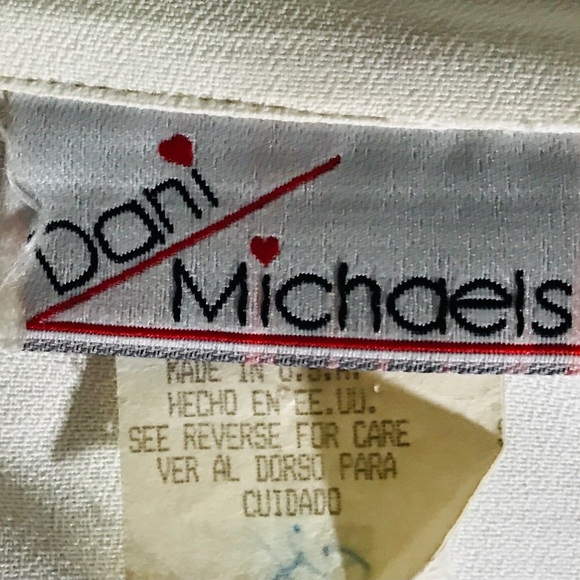 Dani
Michaels
MADE IN U.S.A.
HECHO EN EE.UU.
SEE REVERSE FOR CARE
VER AL DORSO PARA
CUIDADO